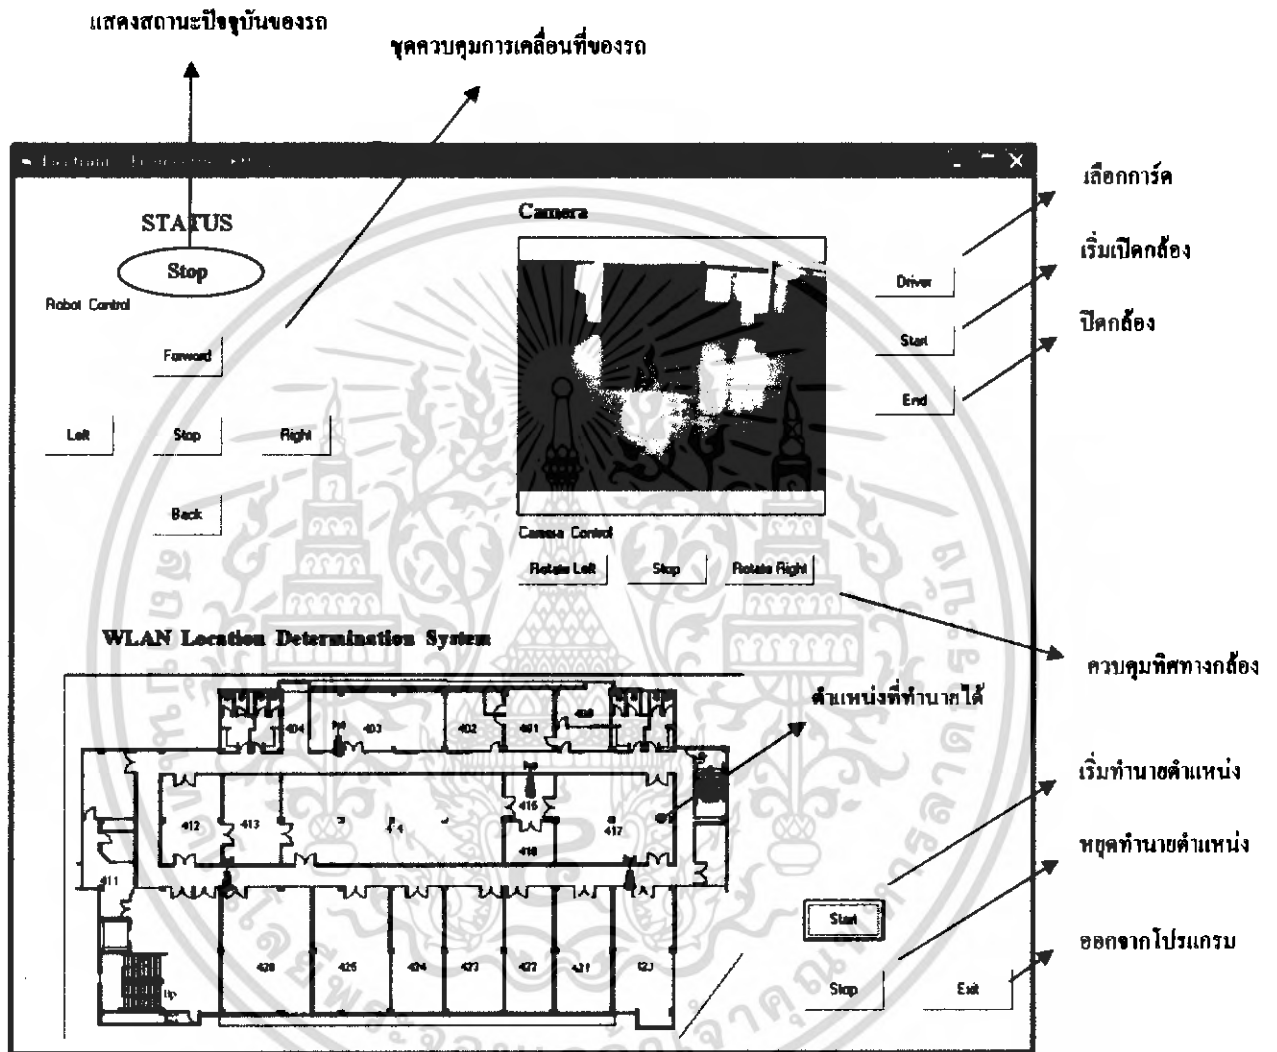 แสดงสถานะปัจจุบันของรถ
ชุดควบคุมการเคลื่อนที่ของรถ
เลือกการ์ด
เริ่มเปิดกล้อง
ปิดกล้อง
STATUS
Stop
Robot Control
Forward
Left Stop Right
Back
Camera
Driver
Start
End
Camera Control
Rotate Left Stop Rotate Right
ควบคุมทิศทางกล้อง
WLAN Location Determination System
ตำแหน่งที่ทำนายได้
เริ่มทำนายตำแหน่ง
หยุดทำนายตำแหน่ง
ออกจากโปรแกรม
404 403 402 401
412 413 414 415 417
418
411
425 424 423 422 421
Up
Start
Stop Exit